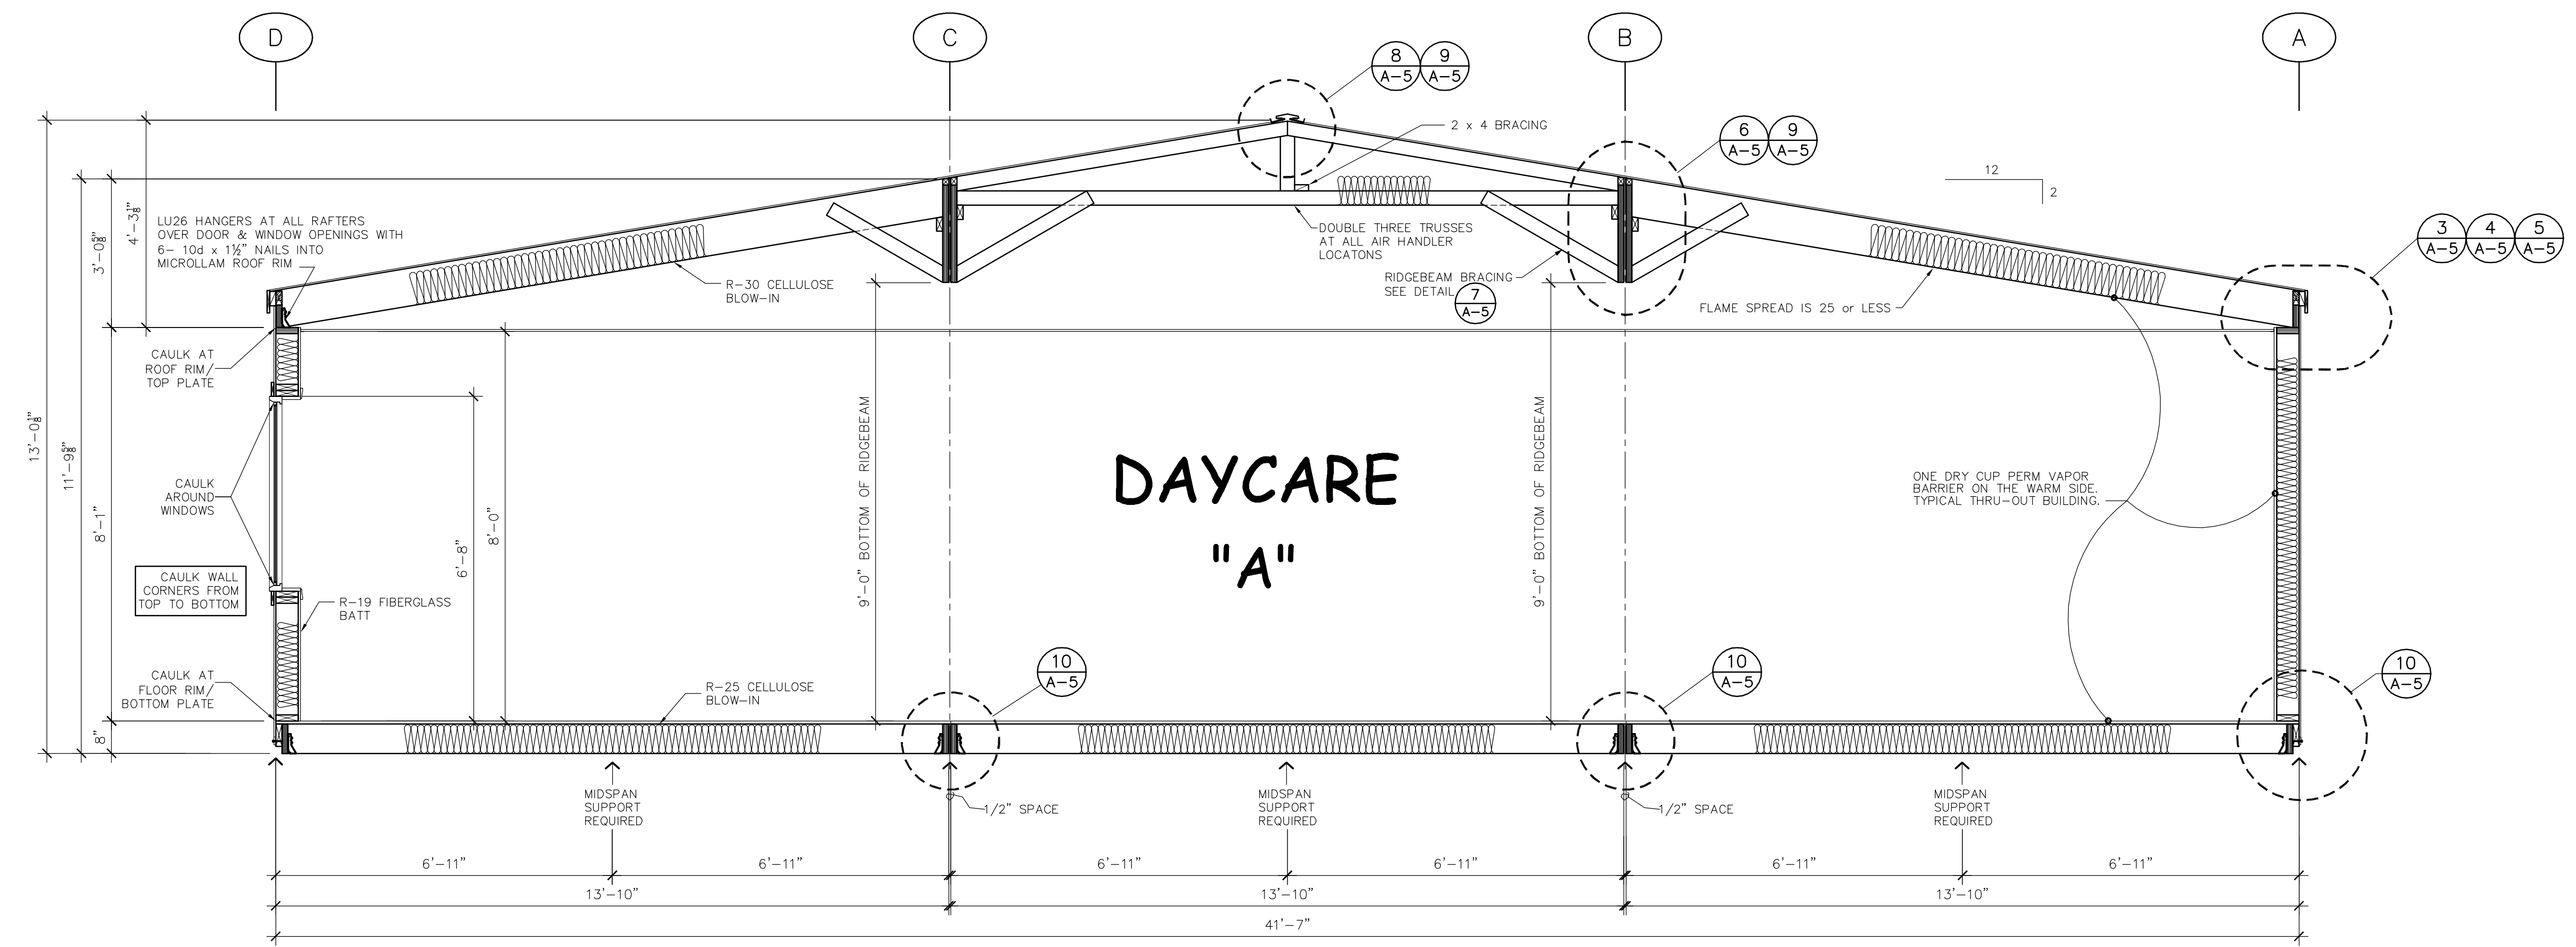 D
C
B
A
8
A-5
9
A-5
2 x 4 BRACING
6
A-5
9
A-5
12
2
3
A-5
4
A-5
5
A-5
LU26 HANGERS AT ALL RAFTERS
OVER DOOR & WINDOW OPENINGS WITH
6- 10d x 1½" NAILS INTO
MICROLLAM ROOF RIM
R-30 CELLULOSE
BLOW-IN
DOUBLE THREE TRUSSES
AT ALL AIR HANDLER
LOCATONS
RIDGEBEAM BRACING
SEE DETAIL
7
A-5
FLAME SPREAD IS 25 or LESS
13'-0⅛"
11'-9⅝"
4'-3⅛"
3'-0⅝"
8'-1"
8"
CAULK AT
ROOF RIM/
TOP PLATE
CAULK
AROUND
WINDOWS
CAULK WALL
CORNERS FROM
TOP TO BOTTOM
R-19 FIBERGLASS
BATT
CAULK AT
FLOOR RIM/
BOTTOM PLATE
6'-8"
8'-0"
9'-0" BOTTOM OF RIDGEBEAM
9'-0" BOTTOM OF RIDGEBEAM
DAYCARE
"A"
ONE DRY CUP PERM VAPOR
BARRIER ON THE WARM SIDE.
TYPICAL THRU-OUT BUILDING.
R-25 CELLULOSE
BLOW-IN
10
A-5
10
A-5
10
A-5
MIDSPAN
SUPPORT
REQUIRED
1/2" SPACE
MIDSPAN
SUPPORT
REQUIRED
1/2" SPACE
MIDSPAN
SUPPORT
REQUIRED
6'-11"
6'-11"
6'-11"
6'-11"
6'-11"
6'-11"
13'-10"
13'-10"
13'-10"
41'-7"